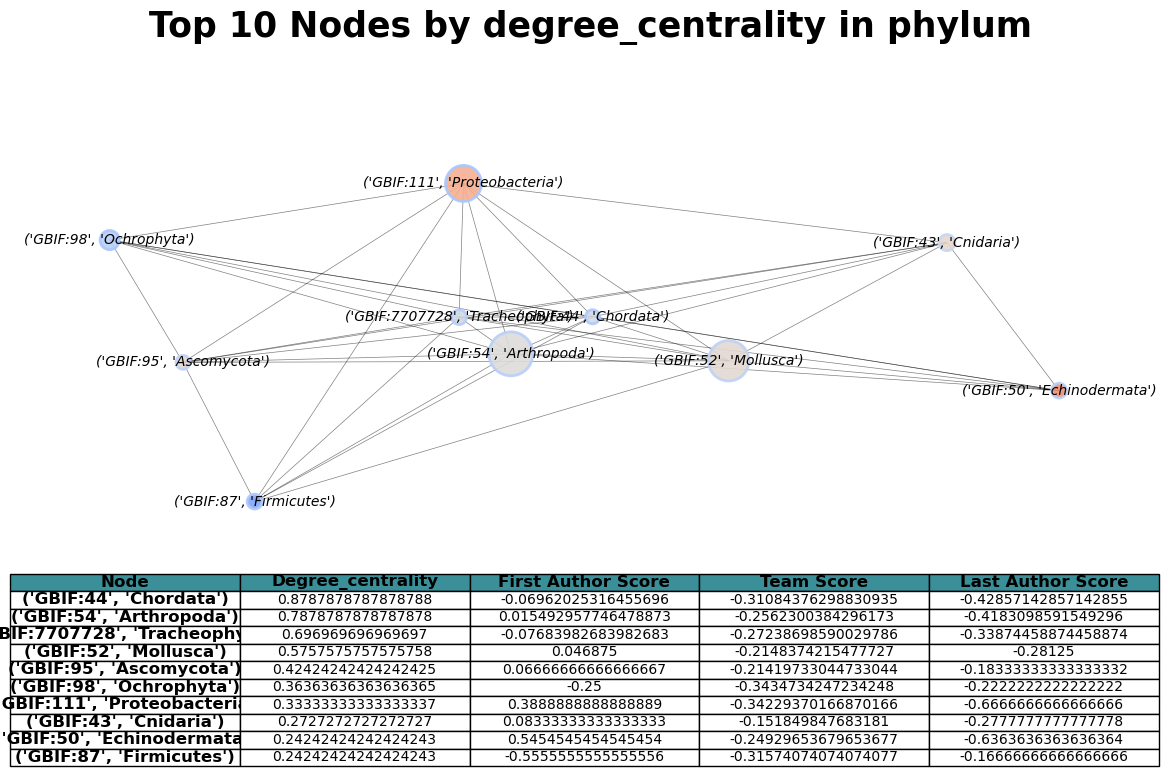 Top 10 Nodes by degree_centrality in phylum
('GBIF:111', 'Proteobacteria')
('GBIF:98', 'Ochrophyta')
('GBIF:43', 'Cnidaria')
('GBIF:7707728', 'Tracheophyta')
('GBIF:44', 'Chordata')
('GBIF:54', 'Arthropoda')
('GBIF:52', 'Mollusca')
('GBIF:95', 'Ascomycota')
('GBIF:50', 'Echinodermata')
('GBIF:87', 'Firmicutes')
Node Degree_centrality First Author Score Team Score Last Author Score
('GBIF:44', 'Chordata') 0.8787878787878788 -0.06962025316455696 -0.31084376298830935 -0.42857142857142855
('GBIF:54', 'Arthropoda') 0.7878787878787878 0.015492957746478873 -0.2562300384296173 -0.4183098591549296
BIF:7707728', 'Tracheophy 0.696969696969697 -0.07683982683982683 -0.27238698590029786 -0.33874458874458874
('GBIF:52', 'Mollusca') 0.5757575757575758 0.046875 -0.2148374215477727 -0.28125
('GBIF:95', 'Ascomycota') 0.42424242424242425 0.06666666666666667 -0.21419733044733044 -0.18333333333333332
('GBIF:98', 'Ochrophyta') 0.36363636363636365 -0.25 -0.3434734247234248 -0.2222222222222222
GBIF:111', 'Proteobacteria 0.33333333333333337 0.3888888888888889 -0.34229370166870166 -0.6666666666666666
('GBIF:43', 'Cnidaria') 0.2727272727272727 0.08333333333333333 -0.151849847683181 -0.2777777777777778
'GBIF:50', 'Echinodermata 0.24242424242424243 0.5454545454545454 -0.24929653679653677 -0.6363636363636364
('GBIF:87', 'Firmicutes') 0.24242424242424243 -0.5555555555555556 -0.31574074074074077 -0.16666666666666666